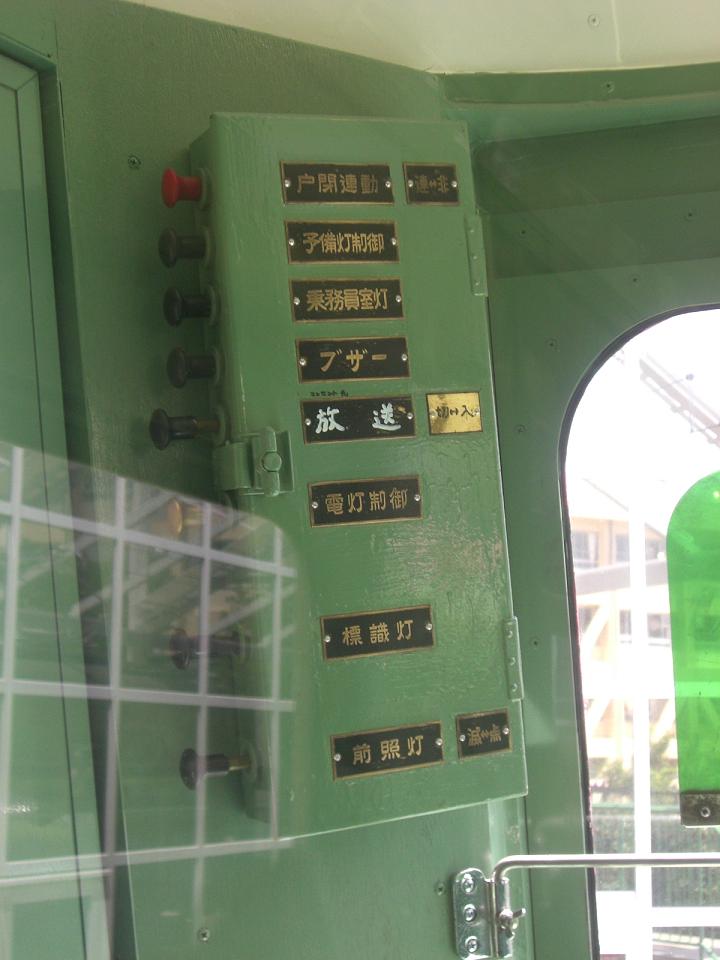 戸閉連動 連↔非
予備灯制御
乗務員室灯
ブザー
放送 切↔入
電灯制御
標識灯
前照灯 減↔点